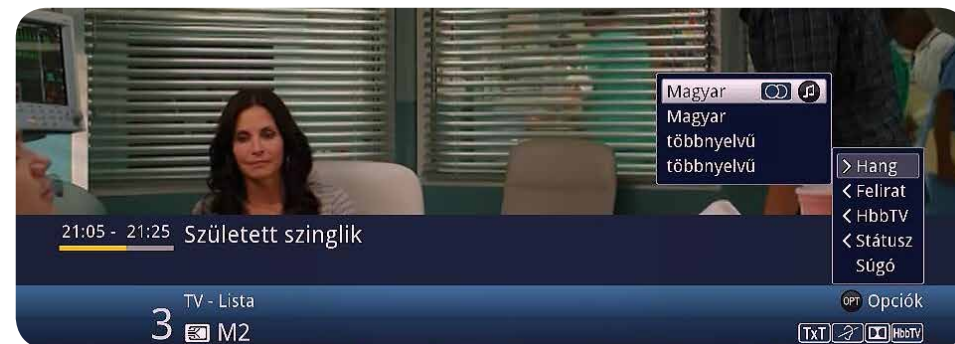 Magyar
Magyar
többnyelvű
többnyelvű
> Hang
< Felirat
< HbbTV
< Státusz
Súgó
21:05 - 21:25 Született szinglik
TV - Lista
OPT Opciók
3 M2
TxT HbbTV